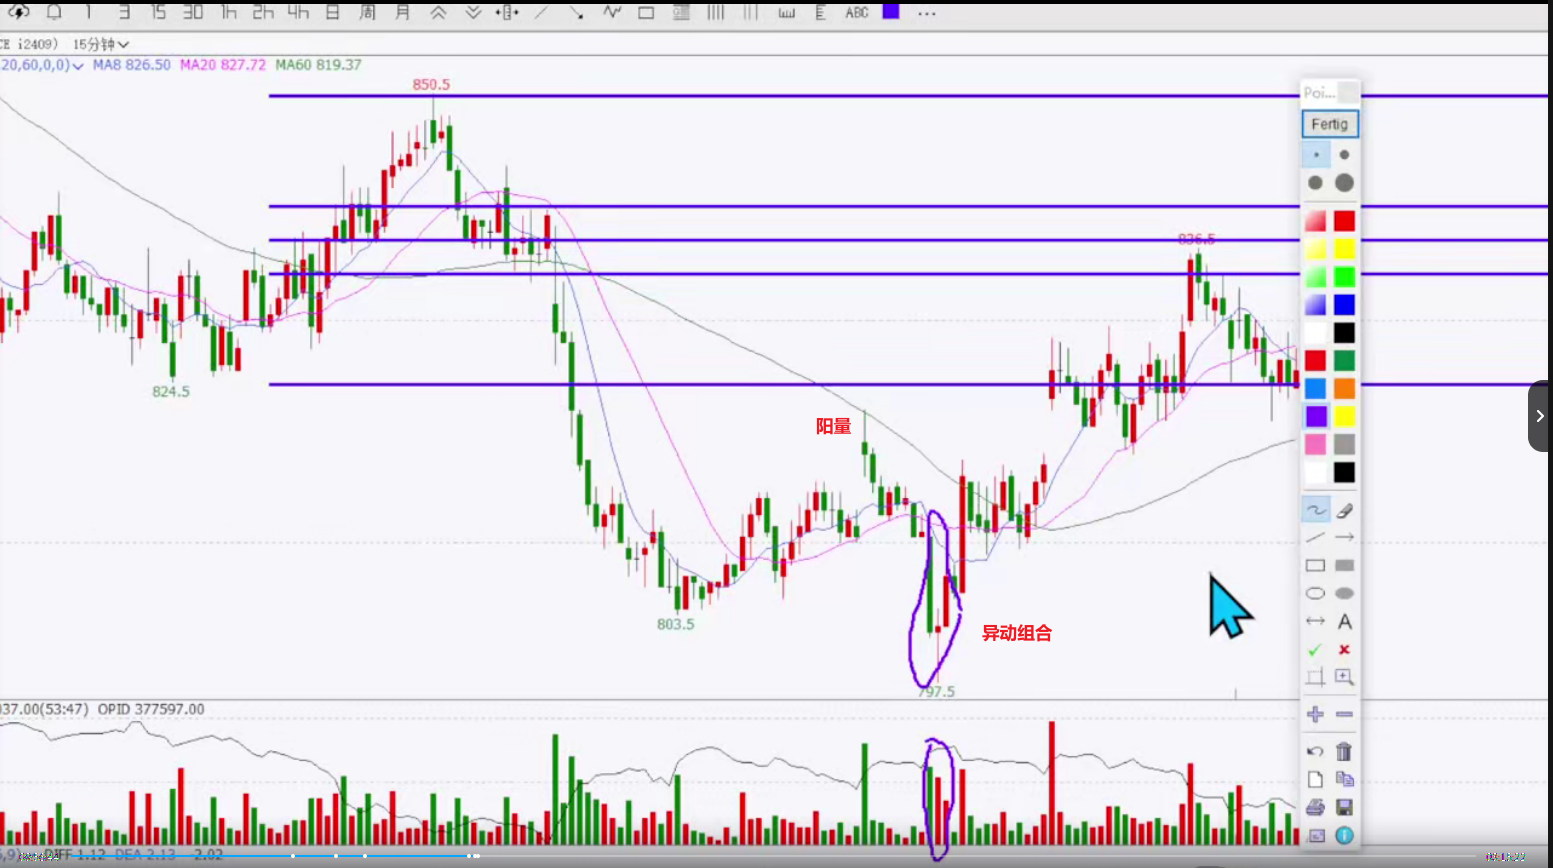 1 3 15 30 1h 2h 4h 日 周 月 ABC ...
CE i2409) 15分钟
20,60,0,0) MA8 826.50 MA20 827.72 MA60 819.37
850.5
Poi...
Fertig
836.5
824.5
阳量
803.5
异动组合
797.5
A
37.00(53:47) OPID 377597.00
DIFF 1.12 DEA 2.13 -2.02